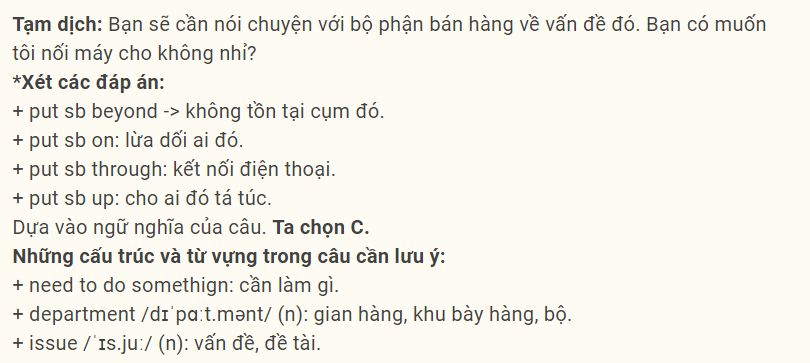 Tạm dịch: Bạn sẽ cần nói chuyện với bộ phận bán hàng về vấn đề đó. Bạn có muốn
tôi nối máy cho không nhỉ?
*Xét các đáp án:
+ put sb beyond -> không tồn tại cụm đó.
+ put sb on: lừa dối ai đó.
+ put sb through: kết nối điện thoại.
+ put sb up: cho ai đó tá túc.
Dựa vào ngữ nghĩa của câu. Ta chọn C.
Những cấu trúc và từ vựng trong câu cần lưu ý:
+ need to do somethign: cần làm gì.
+ department /dɪˈpɑːt.mənt/ (n): gian hàng, khu bày hàng, bộ.
+ issue /ˈɪs.juː/ (n): vấn đề, đề tài.